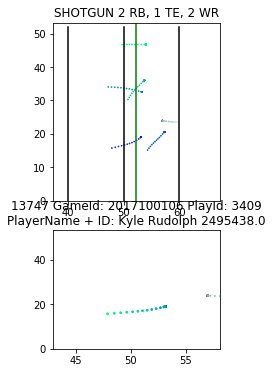 SHOTGUN 2 RB, 1 TE, 2 WR
50
40
30
20
10
0
40 50 60
13747 GameId: 2017100106 PlayId: 3409
PlayerName + ID: Kyle Rudolph 2495438.0
40
20
0
45 50 55